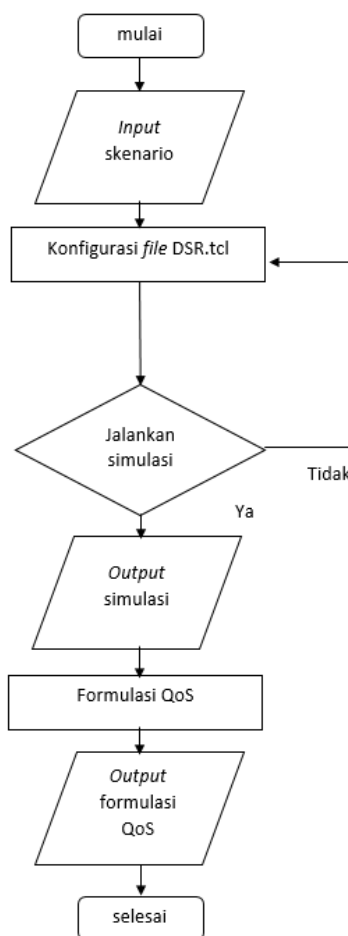 mulai
Input
skenario
Konfigurasi file DSR.tcl
Jalankan
simulasi
Tidak
Ya
Output
simulasi
Formulasi QoS
Output
formulasi
QoS
selesai